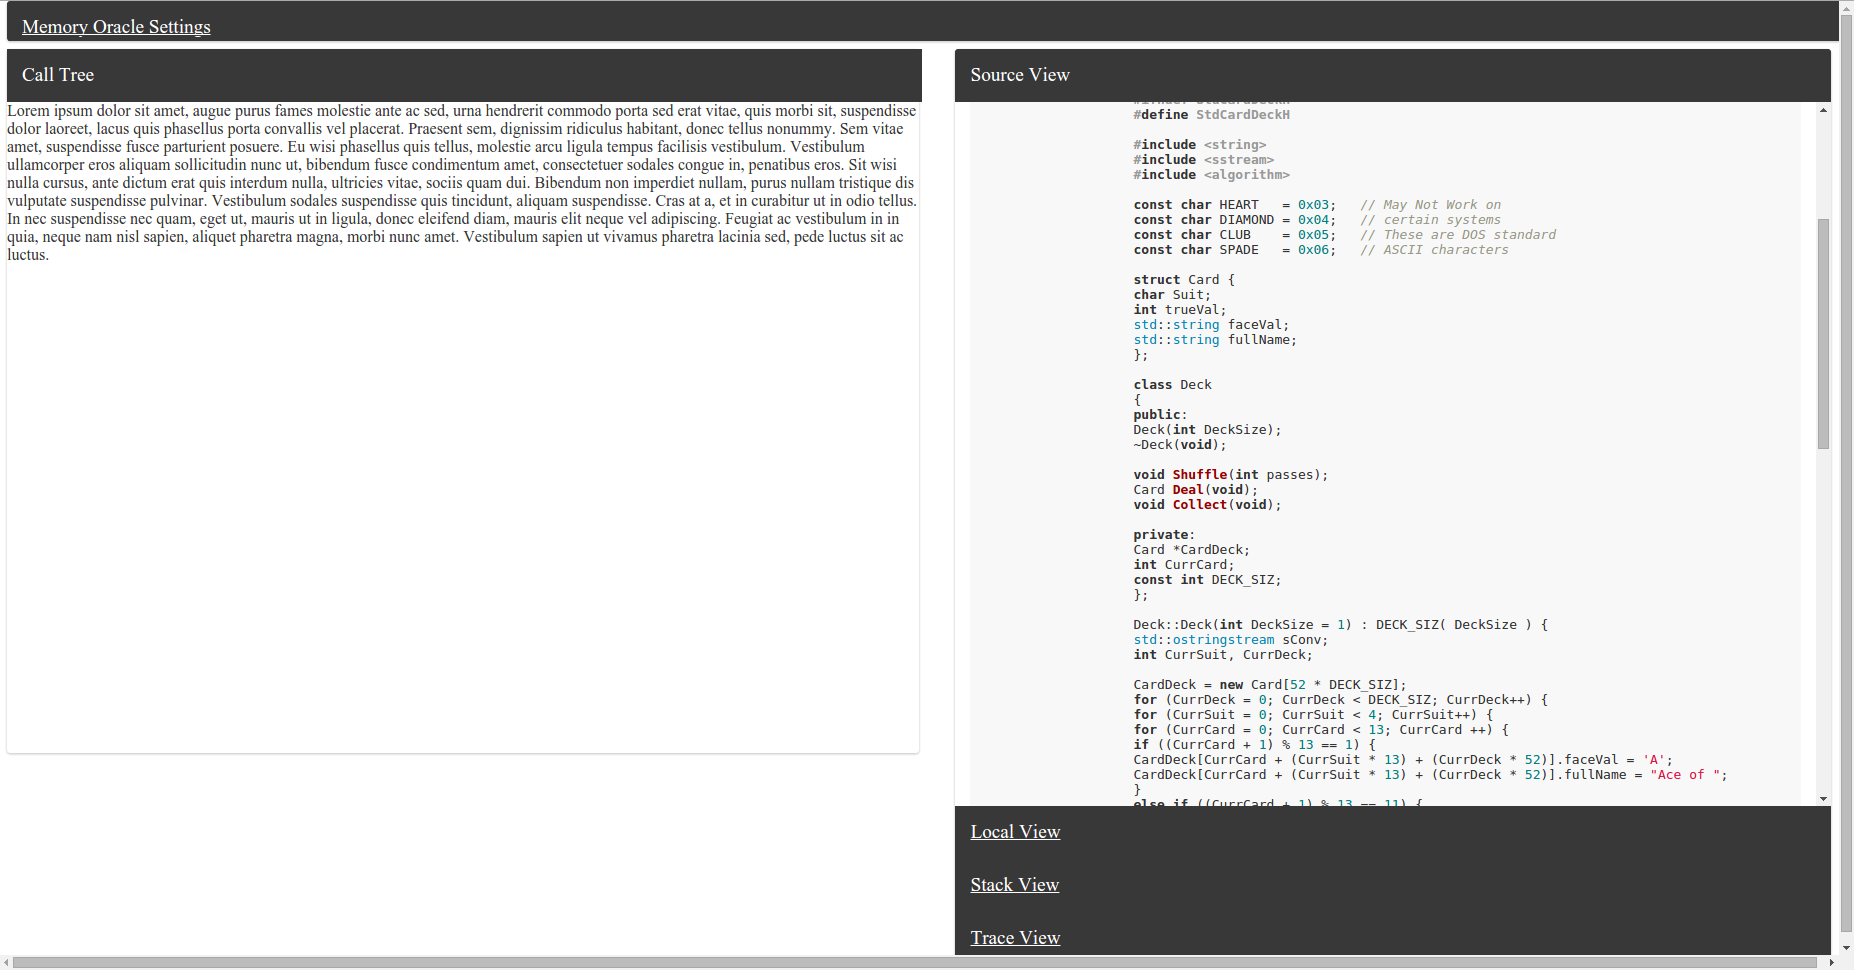 Memory Oracle Settings
Call Tree
Lorem ipsum dolor sit amet, augue purus fames molestie ante ac sed, urna hendrerit commodo porta sed erat vitae, quis morbi sit, suspendisse
dolor laoreet, lacus quis phasellus porta convallis vel placerat. Praesent sem, dignissim ridiculus habitant, donec tellus nonummy. Sem vitae
amet, suspendisse fusce parturient posuere. Eu wisi phasellus quis tellus, molestie arcu ligula tempus facilisis vestibulum. Vestibulum
ullamcorper eros aliquam sollicitudin nunc ut, bibendum fusce condimentum amet, consectetuer sodales congue in, penatibus eros. Sit wisi
nulla cursus, ante dictum erat quis interdum nulla, ultricies vitae, sociis quam dui. Bibendum non imperdiet nullam, purus nullam tristique dis
vulputate suspendisse pulvinar. Vestibulum sodales suspendisse quis tincidunt, aliquam suspendisse. Cras at a, et in curabitur ut in odio tellus.
In nec suspendisse nec quam, eget ut, mauris ut in ligula, donec eleifend diam, mauris elit neque vel adipiscing. Feugiat ac vestibulum in in
quia, neque nam nisl sapien, aliquet pharetra magna, morbi nunc amet. Vestibulum sapien ut vivamus pharetra lacinia sed, pede luctus sit ac
luctus.
Source View
#define StdCardDeckH
#include <string>
#include <sstream>
#include <algorithm>
const char HEART   = 0x03;   // May Not Work on
const char DIAMOND = 0x04;   // certain systems
const char CLUB    = 0x05;   // These are DOS standard
const char SPADE   = 0x06;   // ASCII characters
struct Card {
char Suit;
int trueVal;
std::string faceVal;
std::string fullName;
};
class Deck
{
public:
Deck(int DeckSize);
~Deck(void);
void Shuffle(int passes);
Card Deal(void);
void Collect(void);
private:
Card *CardDeck;
int CurrCard;
const int DECK_SIZ;
};
Deck::Deck(int DeckSize = 1) : DECK_SIZ( DeckSize ) {
std::ostringstream sConv;
int CurrSuit, CurrDeck;
CardDeck = new Card[52 * DECK_SIZ];
for (CurrDeck = 0; CurrDeck < DECK_SIZ; CurrDeck++) {
for (CurrSuit = 0; CurrSuit < 4; CurrSuit++) {
for (CurrCard = 0; CurrCard < 13; CurrCard ++) {
if ((CurrCard + 1) % 13 == 1) {
CardDeck[CurrCard + (CurrSuit * 13) + (CurrDeck * 52)].faceVal = 'A';
CardDeck[CurrCard + (CurrSuit * 13) + (CurrDeck * 52)].fullName = "Ace of ";
}
else if ((CurrCard + 1) % 13 == 11) {
Local View
Stack View
Trace View